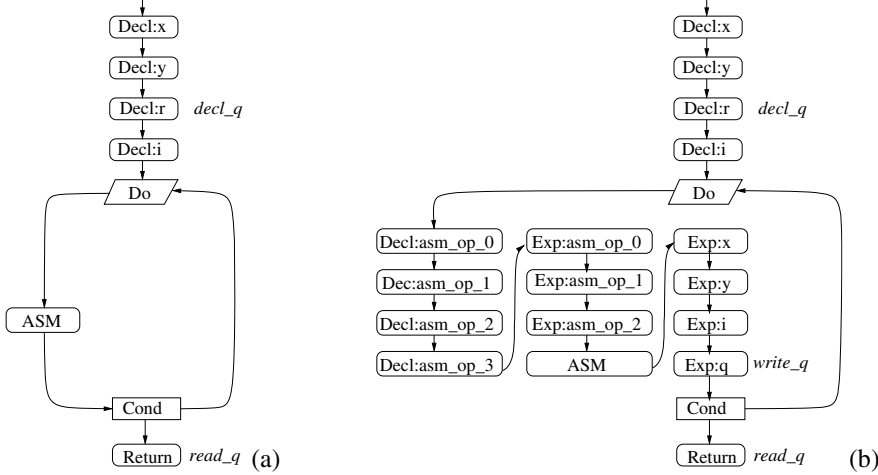 Decl:x
Decl:y
Decl:r decl_q
Decl:i
Do
ASM
Cond
Return read_q (a)
Decl:x
Decl:y
Decl:r decl_q
Decl:i
Do
Decl:asm_op_0 Exp:asm_op_0 Exp:x
Dec:asm_op_1 Exp:asm_op_1 Exp:y
Decl:asm_op_2 Exp:asm_op_2 Exp:i
Decl:asm_op_3 ASM Exp:q write_q
Cond
Return read_q (b)